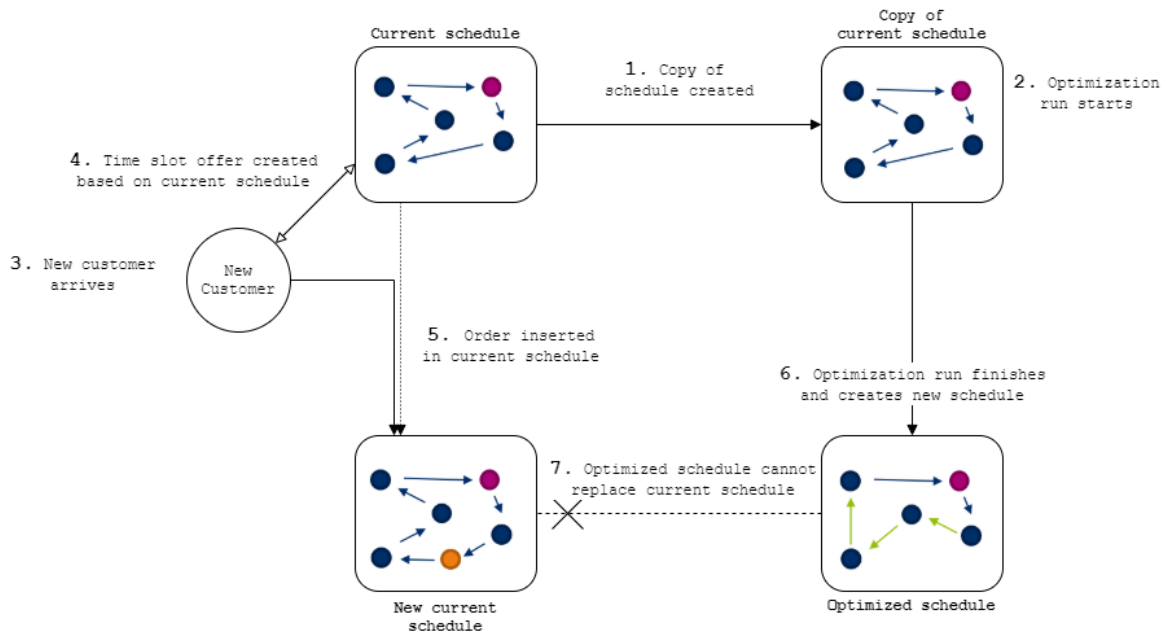 Current schedule
Copy of
current schedule
1. Copy of
schedule created
2. Optimization
run starts
4. Time slot offer created
based on current schedule
3. New customer
arrives
New
Customer
5. Order inserted
in current schedule
6. Optimization run finishes
and creates new schedule
7. Optimized schedule cannot
replace current schedule
New current
schedule
Optimized schedule